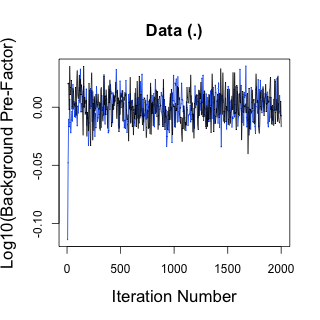 Data (.)
Log10(Background Pre-Factor)
0.00
-0.05
-0.10
0 500 1000 1500 2000
Iteration Number